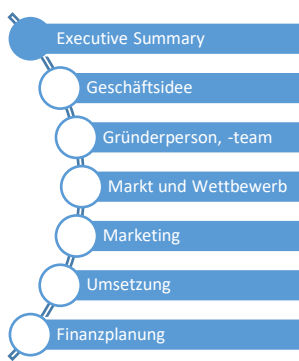 Executive Summary
Geschäftsidee
Gründerperson, -team
Markt und Wettbewerb
Marketing
Umsetzung
Finanzplanung